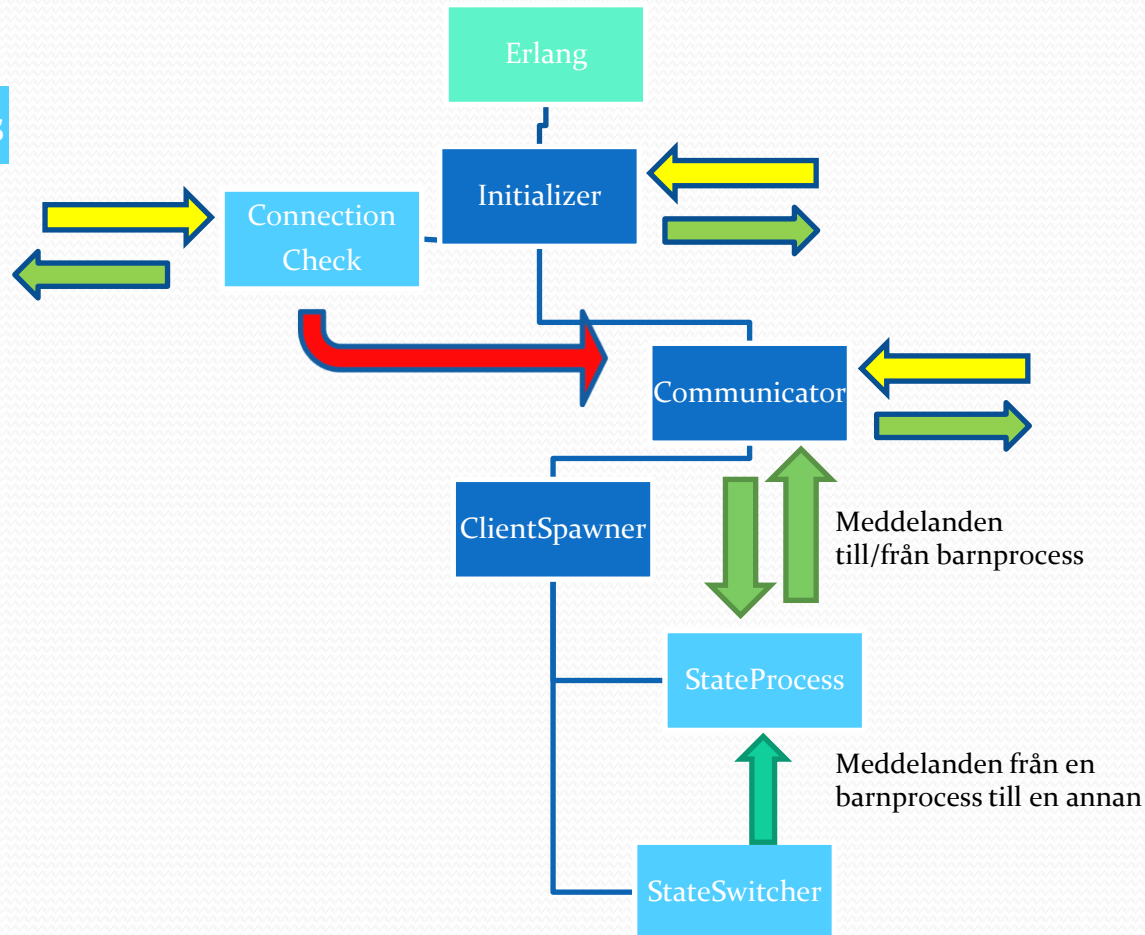 Erlang
Initializer
Connection
Check
Communicator
ClientSpawner
Meddelanden
till/från barnprocess
StateProcess
Meddelanden från en
barnprocess till en annan
StateSwitcher